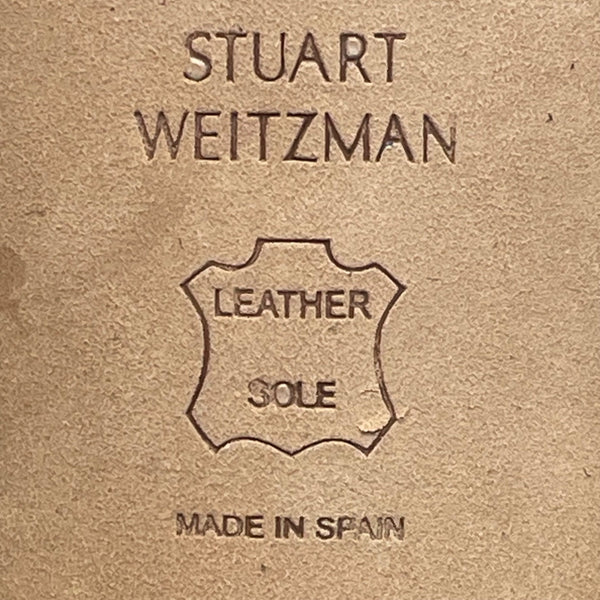 STUART
WEITZMAN
LEATHER
SOLE
MADE IN SPAIN